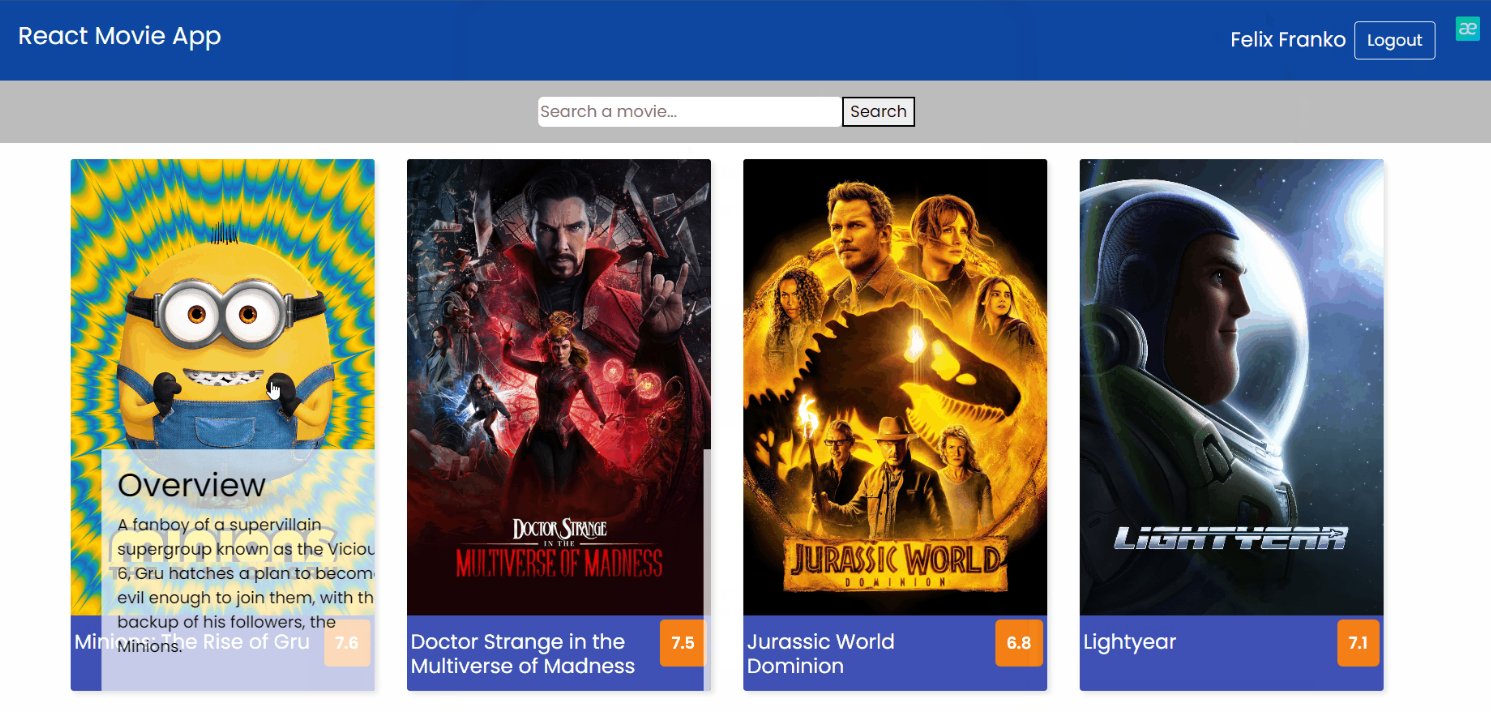 React Movie App
Felix Franko
Logout
æ
Search a movie...
Search
Overview
A fanboy of a supervillain
supergroup known as the Viciou
6, Gru hatches a plan to becom
evil enough to join them, with th
backup of his followers, the
Minions.
MINIONS
Minions: The Rise of Gru
7.6
DOCTOR STRANGE
IN THE
MULTIVERSE OF MADNESS
Doctor Strange in the
Multiverse of Madness
7.5
JURASSIC WORLD
DOMINION
Jurassic World
Dominion
6.8
LIGHTYEAR
Lightyear
7.1